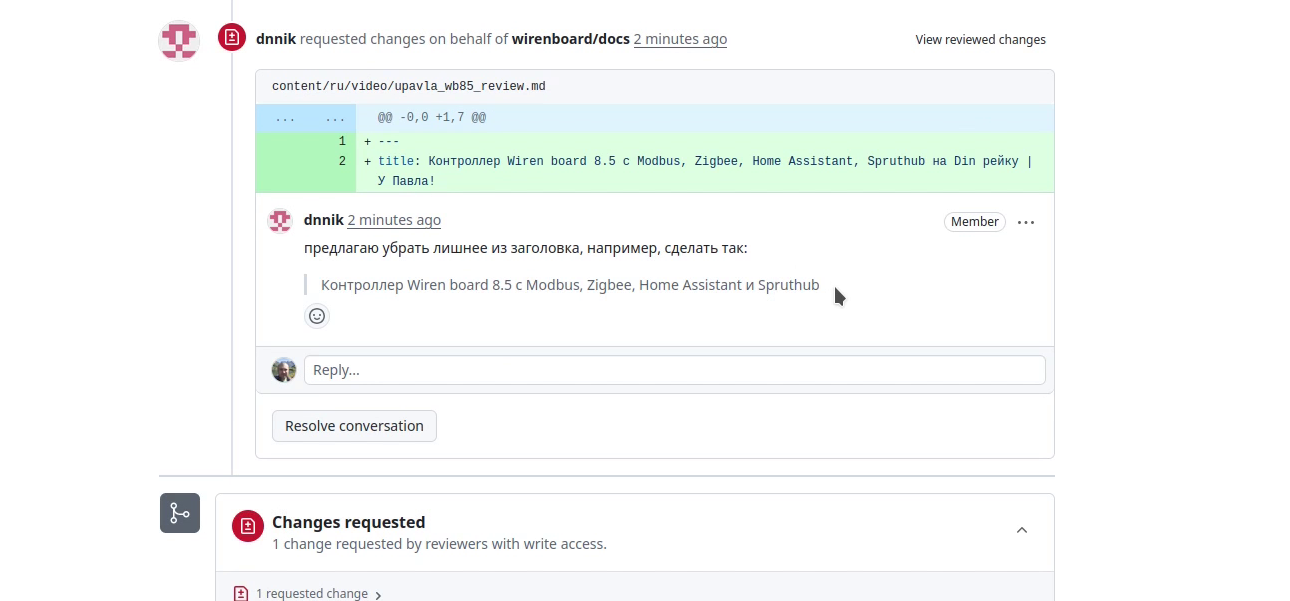 dnnik requested changes on behalf of wirenboard/docs 2 minutes ago
View reviewed changes
content/ru/video/upavla_wb85_review.md
... ... @@ -0,0 +1,7 @@
1 + ---
2 + title: Контроллер Wiren board 8.5 с Modbus, Zigbee, Home Assistant, Spruthub на Din рейку |
У Павла!
dnnik 2 minutes ago
Member ...
предлагаю убрать лишнее из заголовка, например, сделать так:
Контроллер Wiren board 8.5 с Modbus, Zigbee, Home Assistant и Spruthub
Reply...
Resolve conversation
Changes requested
1 change requested by reviewers with write access.
1 requested change